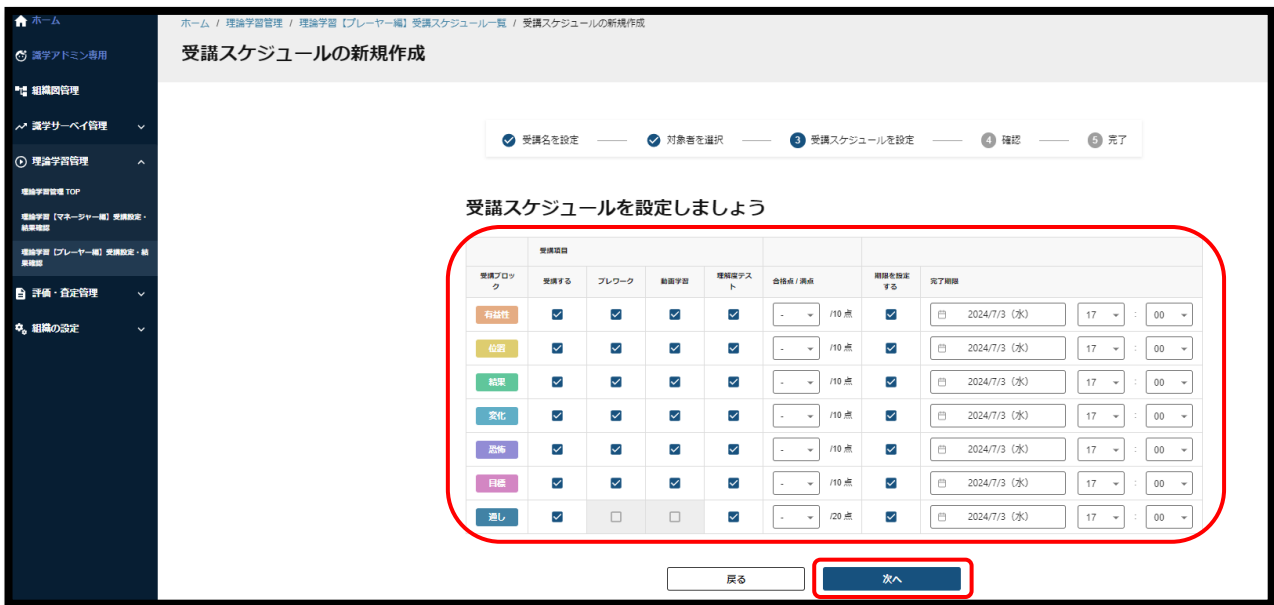 ホーム
識学アドミン専用
組織図管理
識学サーベイ管理
理論学習管理
理論学習管理 TOP
理論学習【マネージャー編】受講設定・
結果確認
理論学習【プレーヤー編】受講設定・結
果確認
評価・査定管理
組織の設定
ホーム / 理論学習管理 / 理論学習【プレーヤー編】受講スケジュール一覧 / 受講スケジュールの新規作成
受講スケジュールの新規作成
受講名を設定 対象者を選択 3 受講スケジュールを設定 4 確認 5 完了
受講スケジュールを設定しましょう
受講項目
受講ブロッ
ク 受講する プレワーク 動画学習 理解度テス
ト 合格点 / 満点 期限を設定
する 完了期限
有益性 - /10 点 2024/7/3（水） 17 : 00
位置 - /10 点 2024/7/3（水） 17 : 00
結果 - /10 点 2024/7/3（水） 17 : 00
変化 - /10 点 2024/7/3（水） 17 : 00
恐怖 - /10 点 2024/7/3（水） 17 : 00
目標 - /10 点 2024/7/3（水） 17 : 00
通し - /20 点 2024/7/3（水） 17 : 00
戻る 次へ